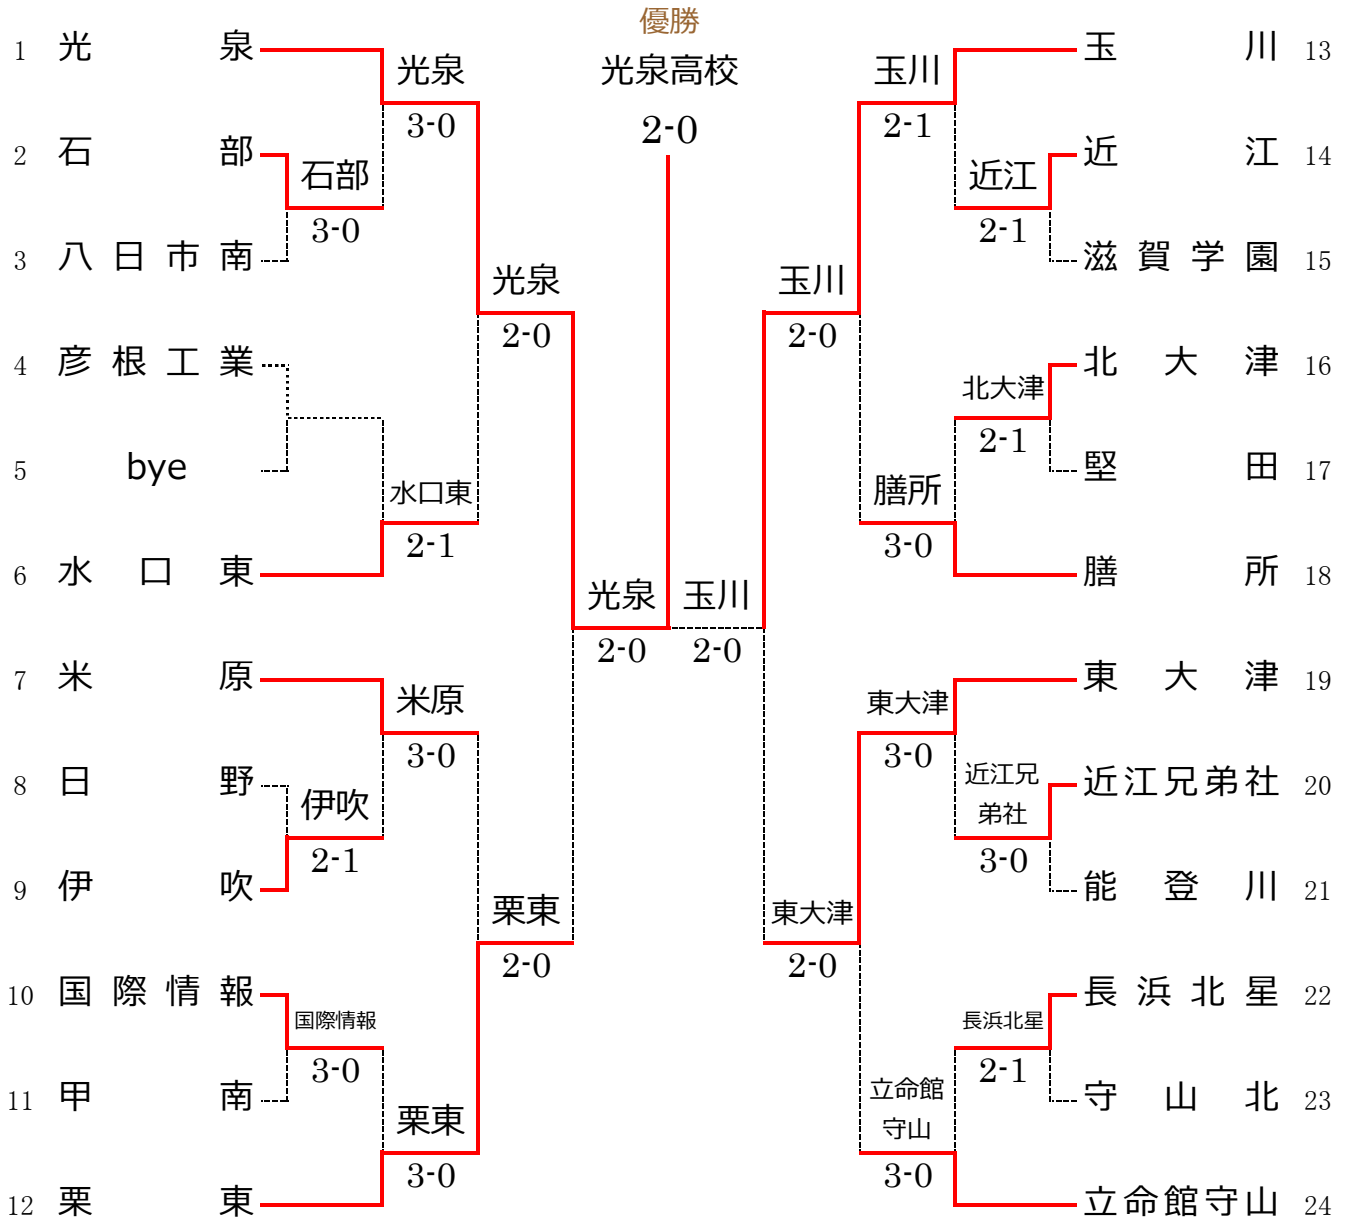 優勝
光泉高校
2-0
1 光泉
2 石部
3 八日市南
4 彦根工業
5 bye
6 水口東
7 米原
8 日野
9 伊吹
10 国際情報
11 甲南
12 栗東
石部
3-0
伊吹
2-1
国際情報
3-0
光泉
3-0
水口東
2-1
米原
3-0
栗東
3-0
光泉
2-0
栗東
2-0
光泉
2-0
玉川
2-0
玉川
2-0
東大津
2-0
玉川
2-1
膳所
3-0
東大津
3-0
立命館
守山
3-0
近江
2-1
北大津
2-1
近江兄
弟社
3-0
長浜北星
2-1
玉川 13
近江 14
滋賀学園 15
北大津 16
堅田 17
膳所 18
東大津 19
近江兄弟社 20
能登川 21
長浜北星 22
守山北 23
立命館守山 24